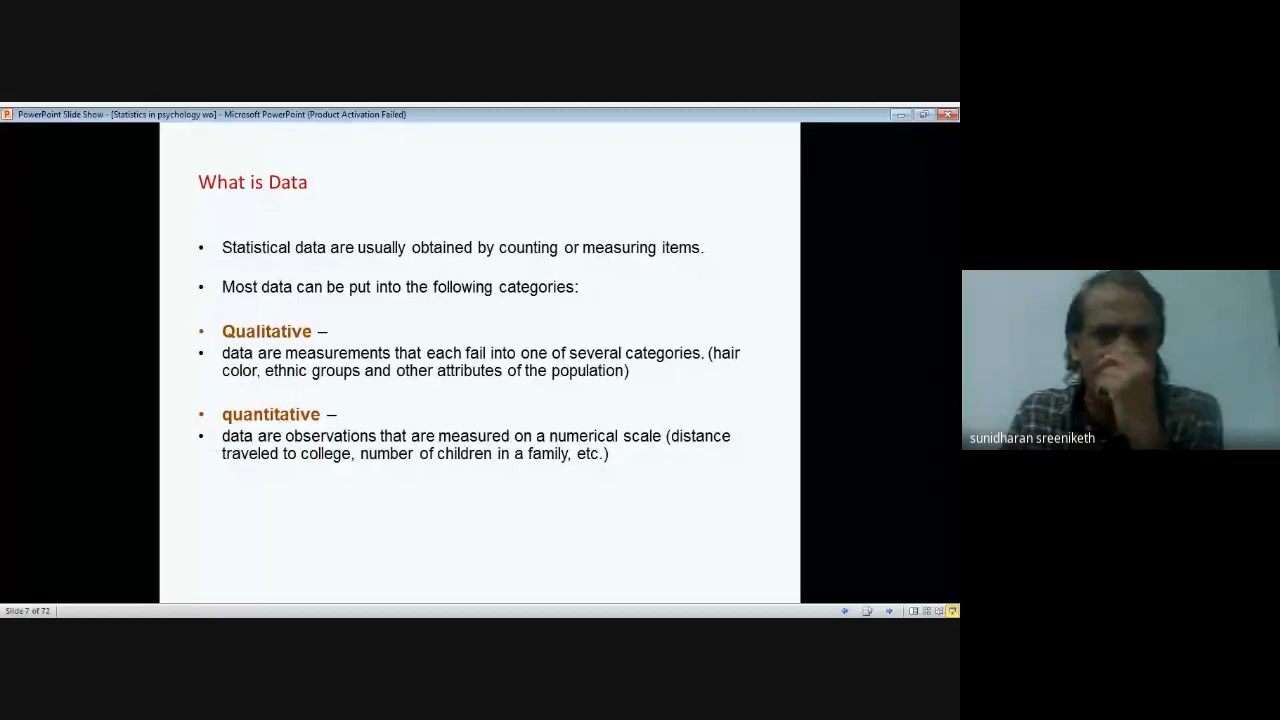 PowerPoint Slide Show - [Statistics in psychology wo] - Microsoft PowerPoint (Product Activation Failed)
What is Data
• Statistical data are usually obtained by counting or measuring items.
• Most data can be put into the following categories:
• Qualitative –
• data are measurements that each fail into one of several categories. (hair
color, ethnic groups and other attributes of the population)
• quantitative –
• data are observations that are measured on a numerical scale (distance
traveled to college, number of children in a family, etc.)
sunidharan sreeniketh
Slide 7 of 72